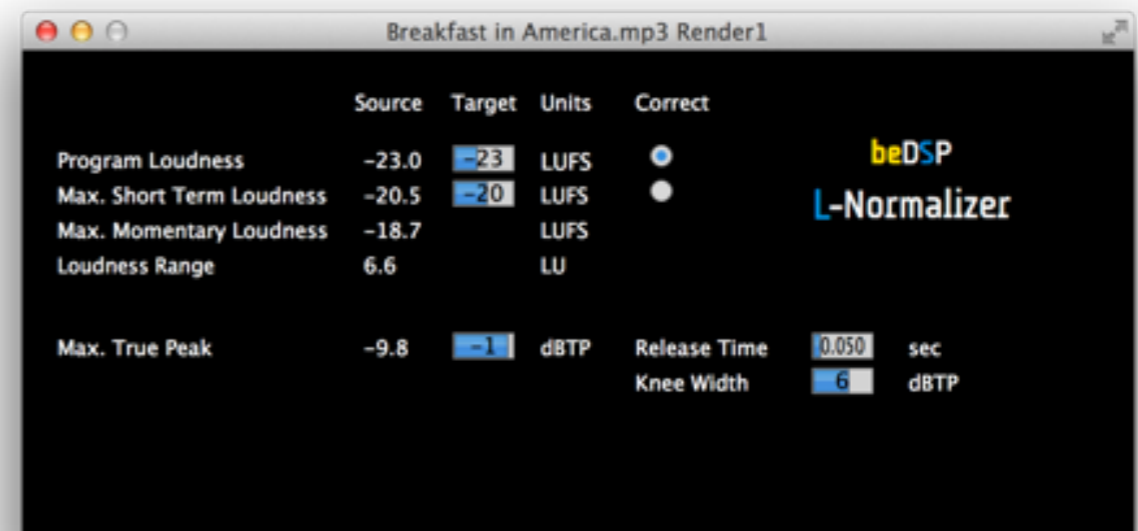 Breakfast in America.mp3 Render1
Source Target Units Correct
Program Loudness -23.0 -23 LUFS
Max. Short Term Loudness -20.5 -20 LUFS
Max. Momentary Loudness -18.7 LUFS
Loudness Range 6.6 LU
beDSP
L-Normalizer
Max. True Peak -9.8 -1 dBTP Release Time 0.050 sec
Knee Width 6 dBTP